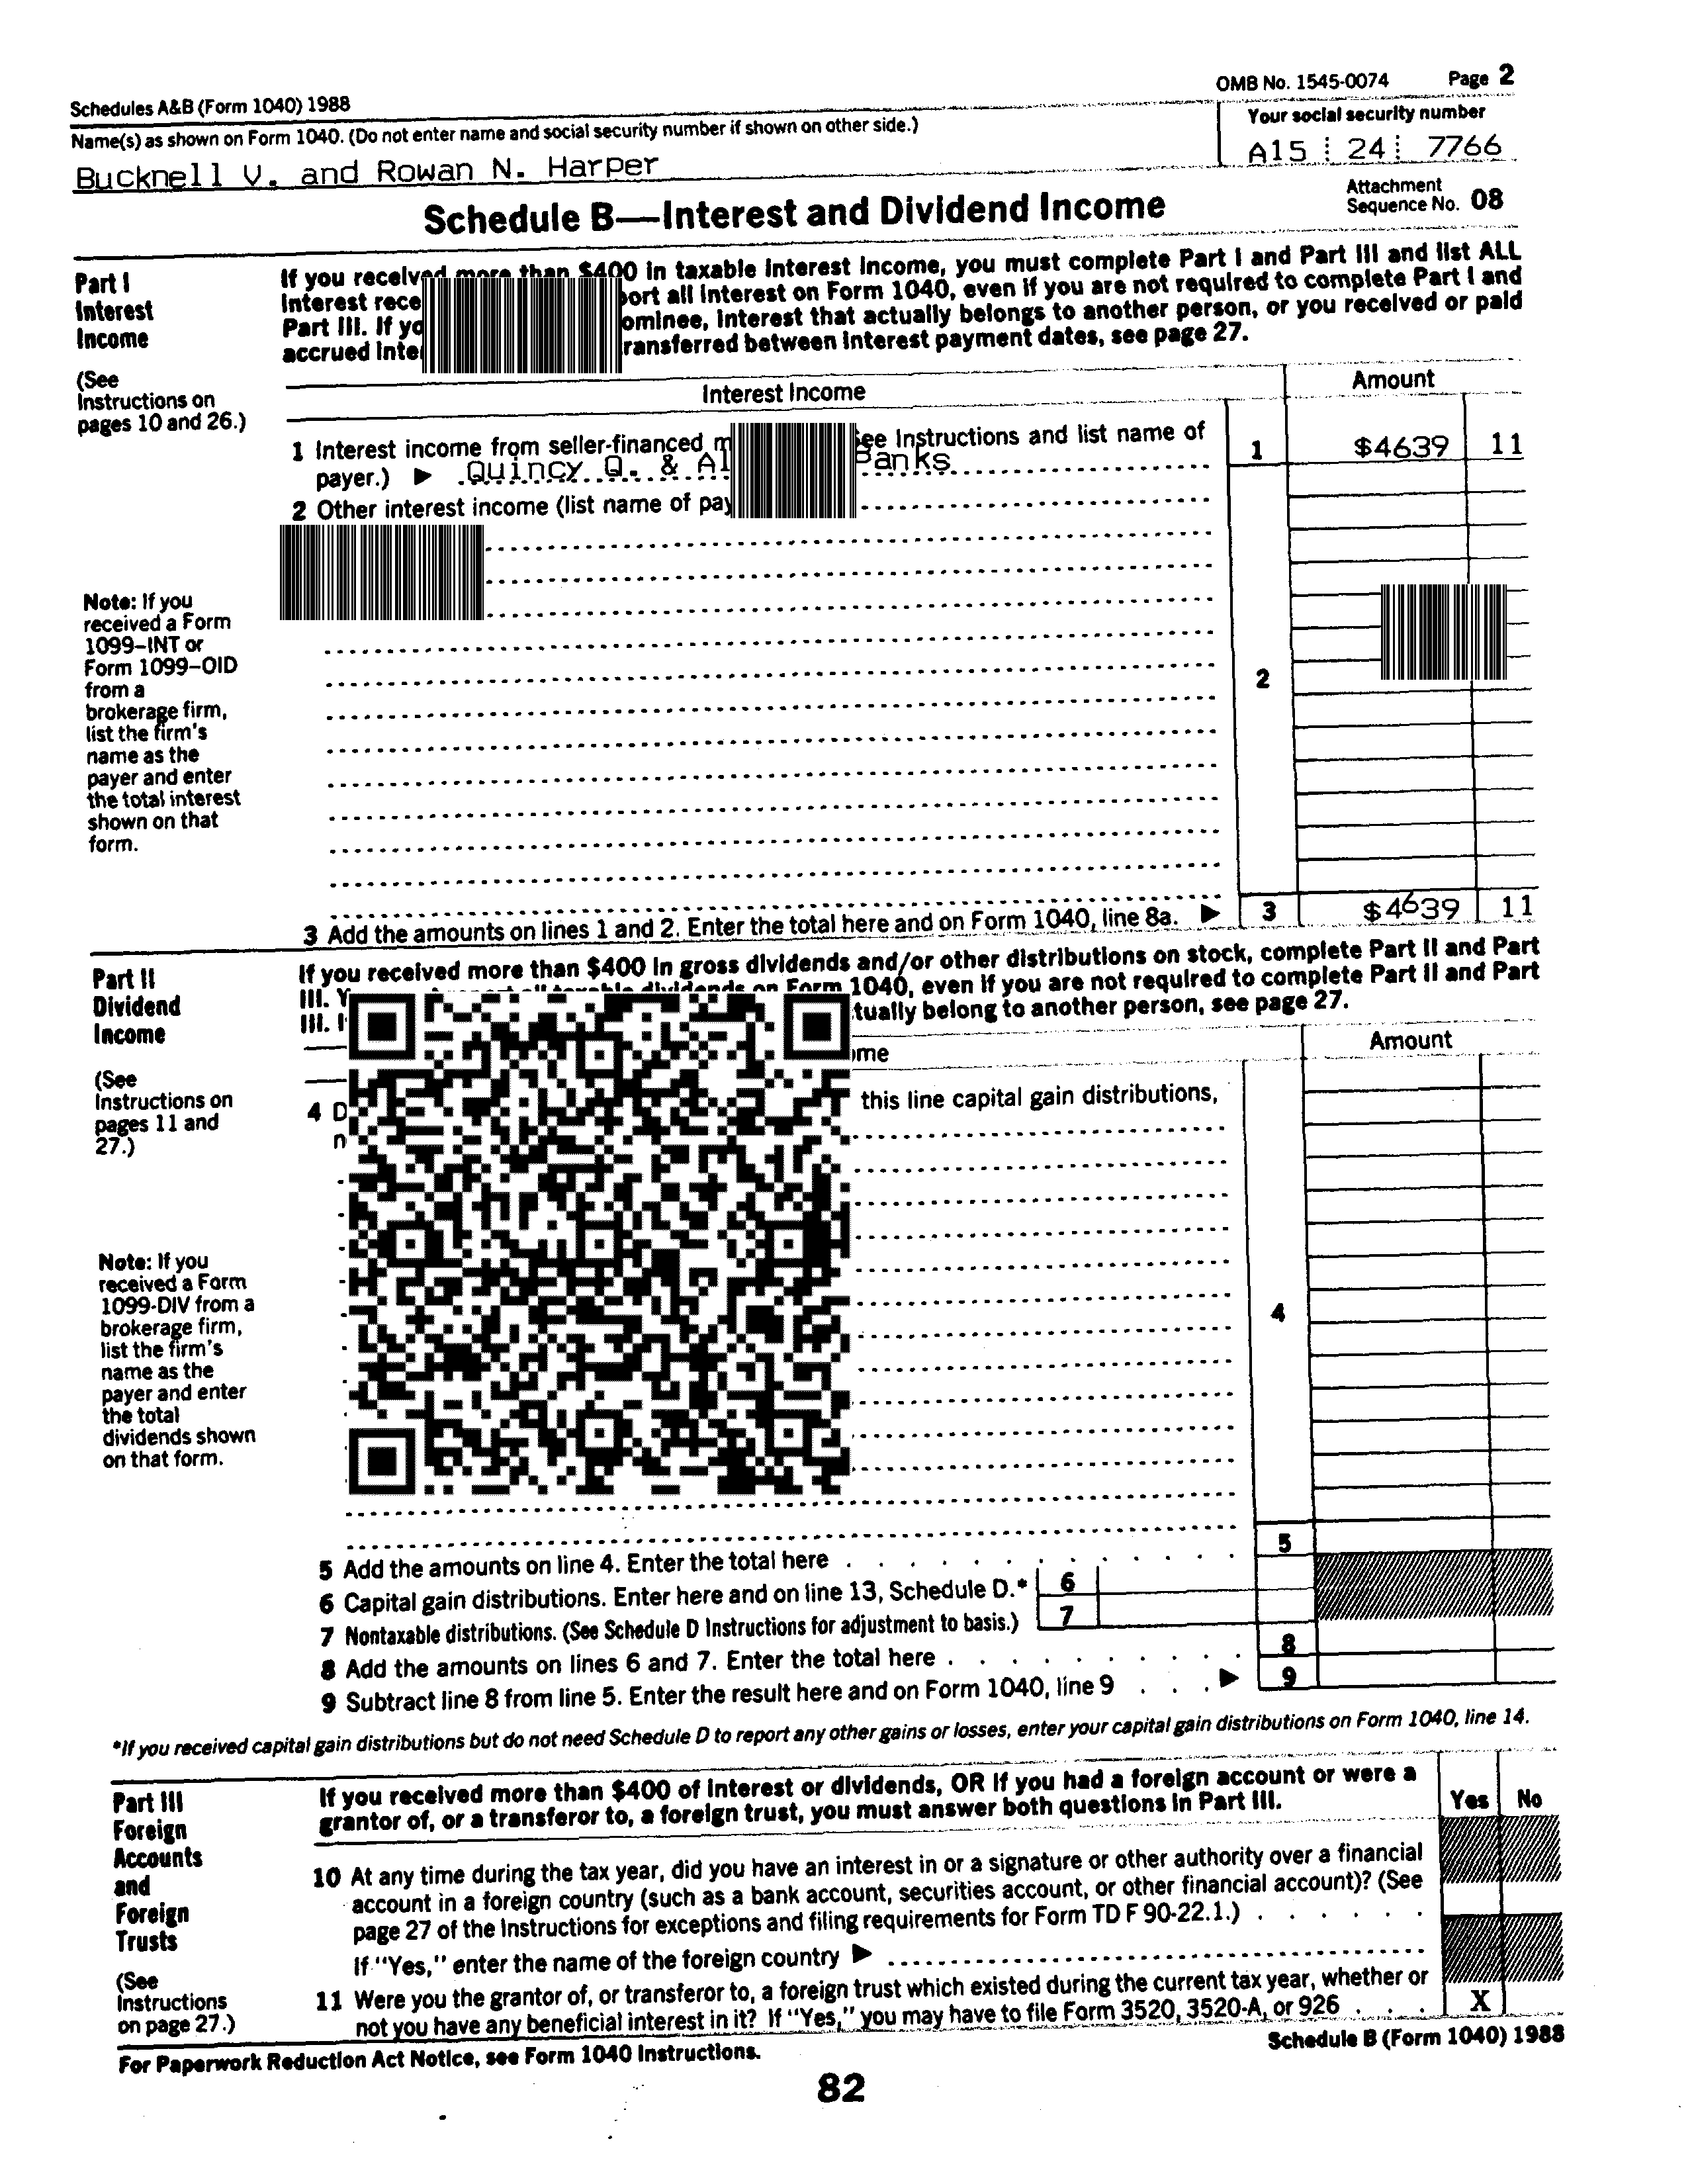 Schedules A&B (Form 1040) 1988
OMB No. 1545-0074 Page 2
Name(s) as shown on Form 1040. (Do not enter name and social security number if shown on other side.)
Your social security number
Bucknell V. and Rowan N. Harper
A15 24 7766
Schedule B—Interest and Dividend Income
Attachment
Sequence No. 08
Part I
Interest
Income
(See
Instructions on
pages 10 and 26.)
If you received more than $400 in taxable interest income, you must complete Part I and Part III and list ALL
interest rece port all interest on Form 1040, even if you are not required to complete Part I and
Part III. If yo nominee, interest that actually belongs to another person, or you received or paid
accrued inte transferred between interest payment dates, see page 27.
Interest Income
Amount
1 Interest income from seller-financed m See Instructions and list name of
payer.) ▶ Quincy Q. & Al Banks
1 $4639 11
2 Other interest income (list name of pay
Note: If you
received a Form
1099–INT or
Form 1099–OID
from a
brokerage firm,
list the firm's
name as the
payer and enter
the total interest
shown on that
form.
2
3 Add the amounts on lines 1 and 2. Enter the total here and on Form 1040, line 8a. ▶ 3 $4639 11
Part II
Dividend
Income
(See
Instructions on
pages 11 and
27.)
If you received more than $400 in gross dividends and/or other distributions on stock, complete Part II and Part
III. Y all taxable dividends on Form 1040, even if you are not required to complete Part II and Part
III. I tually belong to another person, see page 27.
ome
Amount
4 D this line capital gain distributions,
n
Note: If you
received a Form
1099-DIV from a
brokerage firm,
list the firm's
name as the
payer and enter
the total
dividends shown
on that form.
4
5 Add the amounts on line 4. Enter the total here 5
6 Capital gain distributions. Enter here and on line 13, Schedule D.* 6
7 Nontaxable distributions. (See Schedule D Instructions for adjustment to basis.) 7
8 Add the amounts on lines 6 and 7. Enter the total here 8
9 Subtract line 8 from line 5. Enter the result here and on Form 1040, line 9 ▶ 9
*If you received capital gain distributions but do not need Schedule D to report any other gains or losses, enter your capital gain distributions on Form 1040, line 14.
Part III
Foreign
Accounts
and
Foreign
Trusts
(See
Instructions
on page 27.)
If you received more than $400 of interest or dividends, OR if you had a foreign account or were a
grantor of, or a transferor to, a foreign trust, you must answer both questions in Part III.
Yes No
10 At any time during the tax year, did you have an interest in or a signature or other authority over a financial
account in a foreign country (such as a bank account, securities account, or other financial account)? (See
page 27 of the Instructions for exceptions and filing requirements for Form TD F 90-22.1.)
If "Yes," enter the name of the foreign country ▶
11 Were you the grantor of, or transferor to, a foreign trust which existed during the current tax year, whether or
not you have any beneficial interest in it? If "Yes," you may have to file Form 3520, 3520-A, or 926 X
For Paperwork Reduction Act Notice, see Form 1040 Instructions.
Schedule B (Form 1040) 1988
82